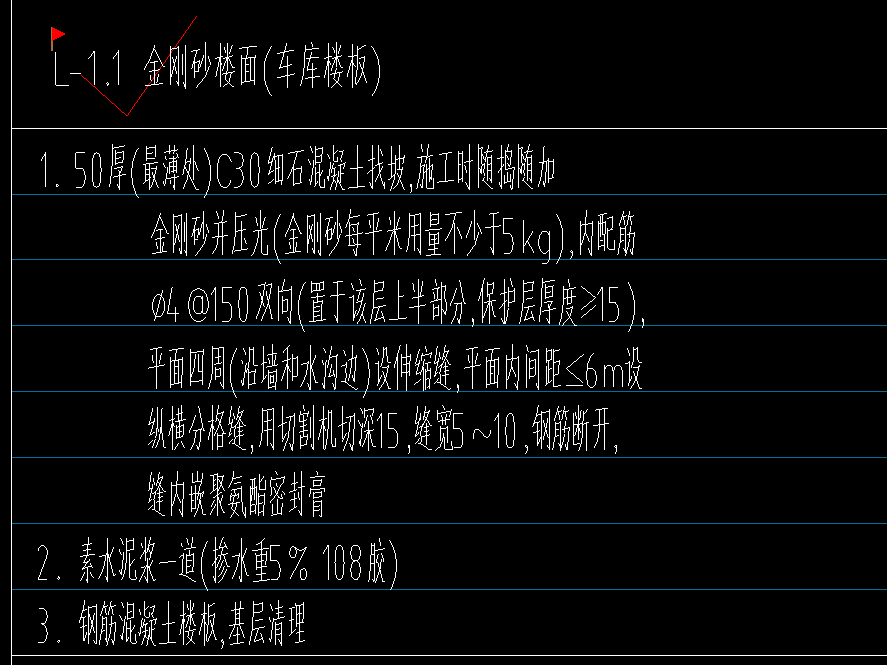 L-1.1 金刚砂楼面(车库楼板)
1. 50厚(最薄处)C30细石混凝土找坡,施工时随捣随加
金刚砂并压光(金刚砂每平米用量不少于5kg),内配筋
ø4@150双向(置于该层上半部分,保护层厚度≥15),
平面四周(沿墙和水沟边)设伸缩缝,平面内间距≤6m设
纵横分格缝,用切割机切深15,缝宽5~10,钢筋断开,
缝内嵌聚氨酯密封膏
2. 素水泥浆一道(掺水重5% 108胶)
3. 钢筋混凝土楼板,基层清理